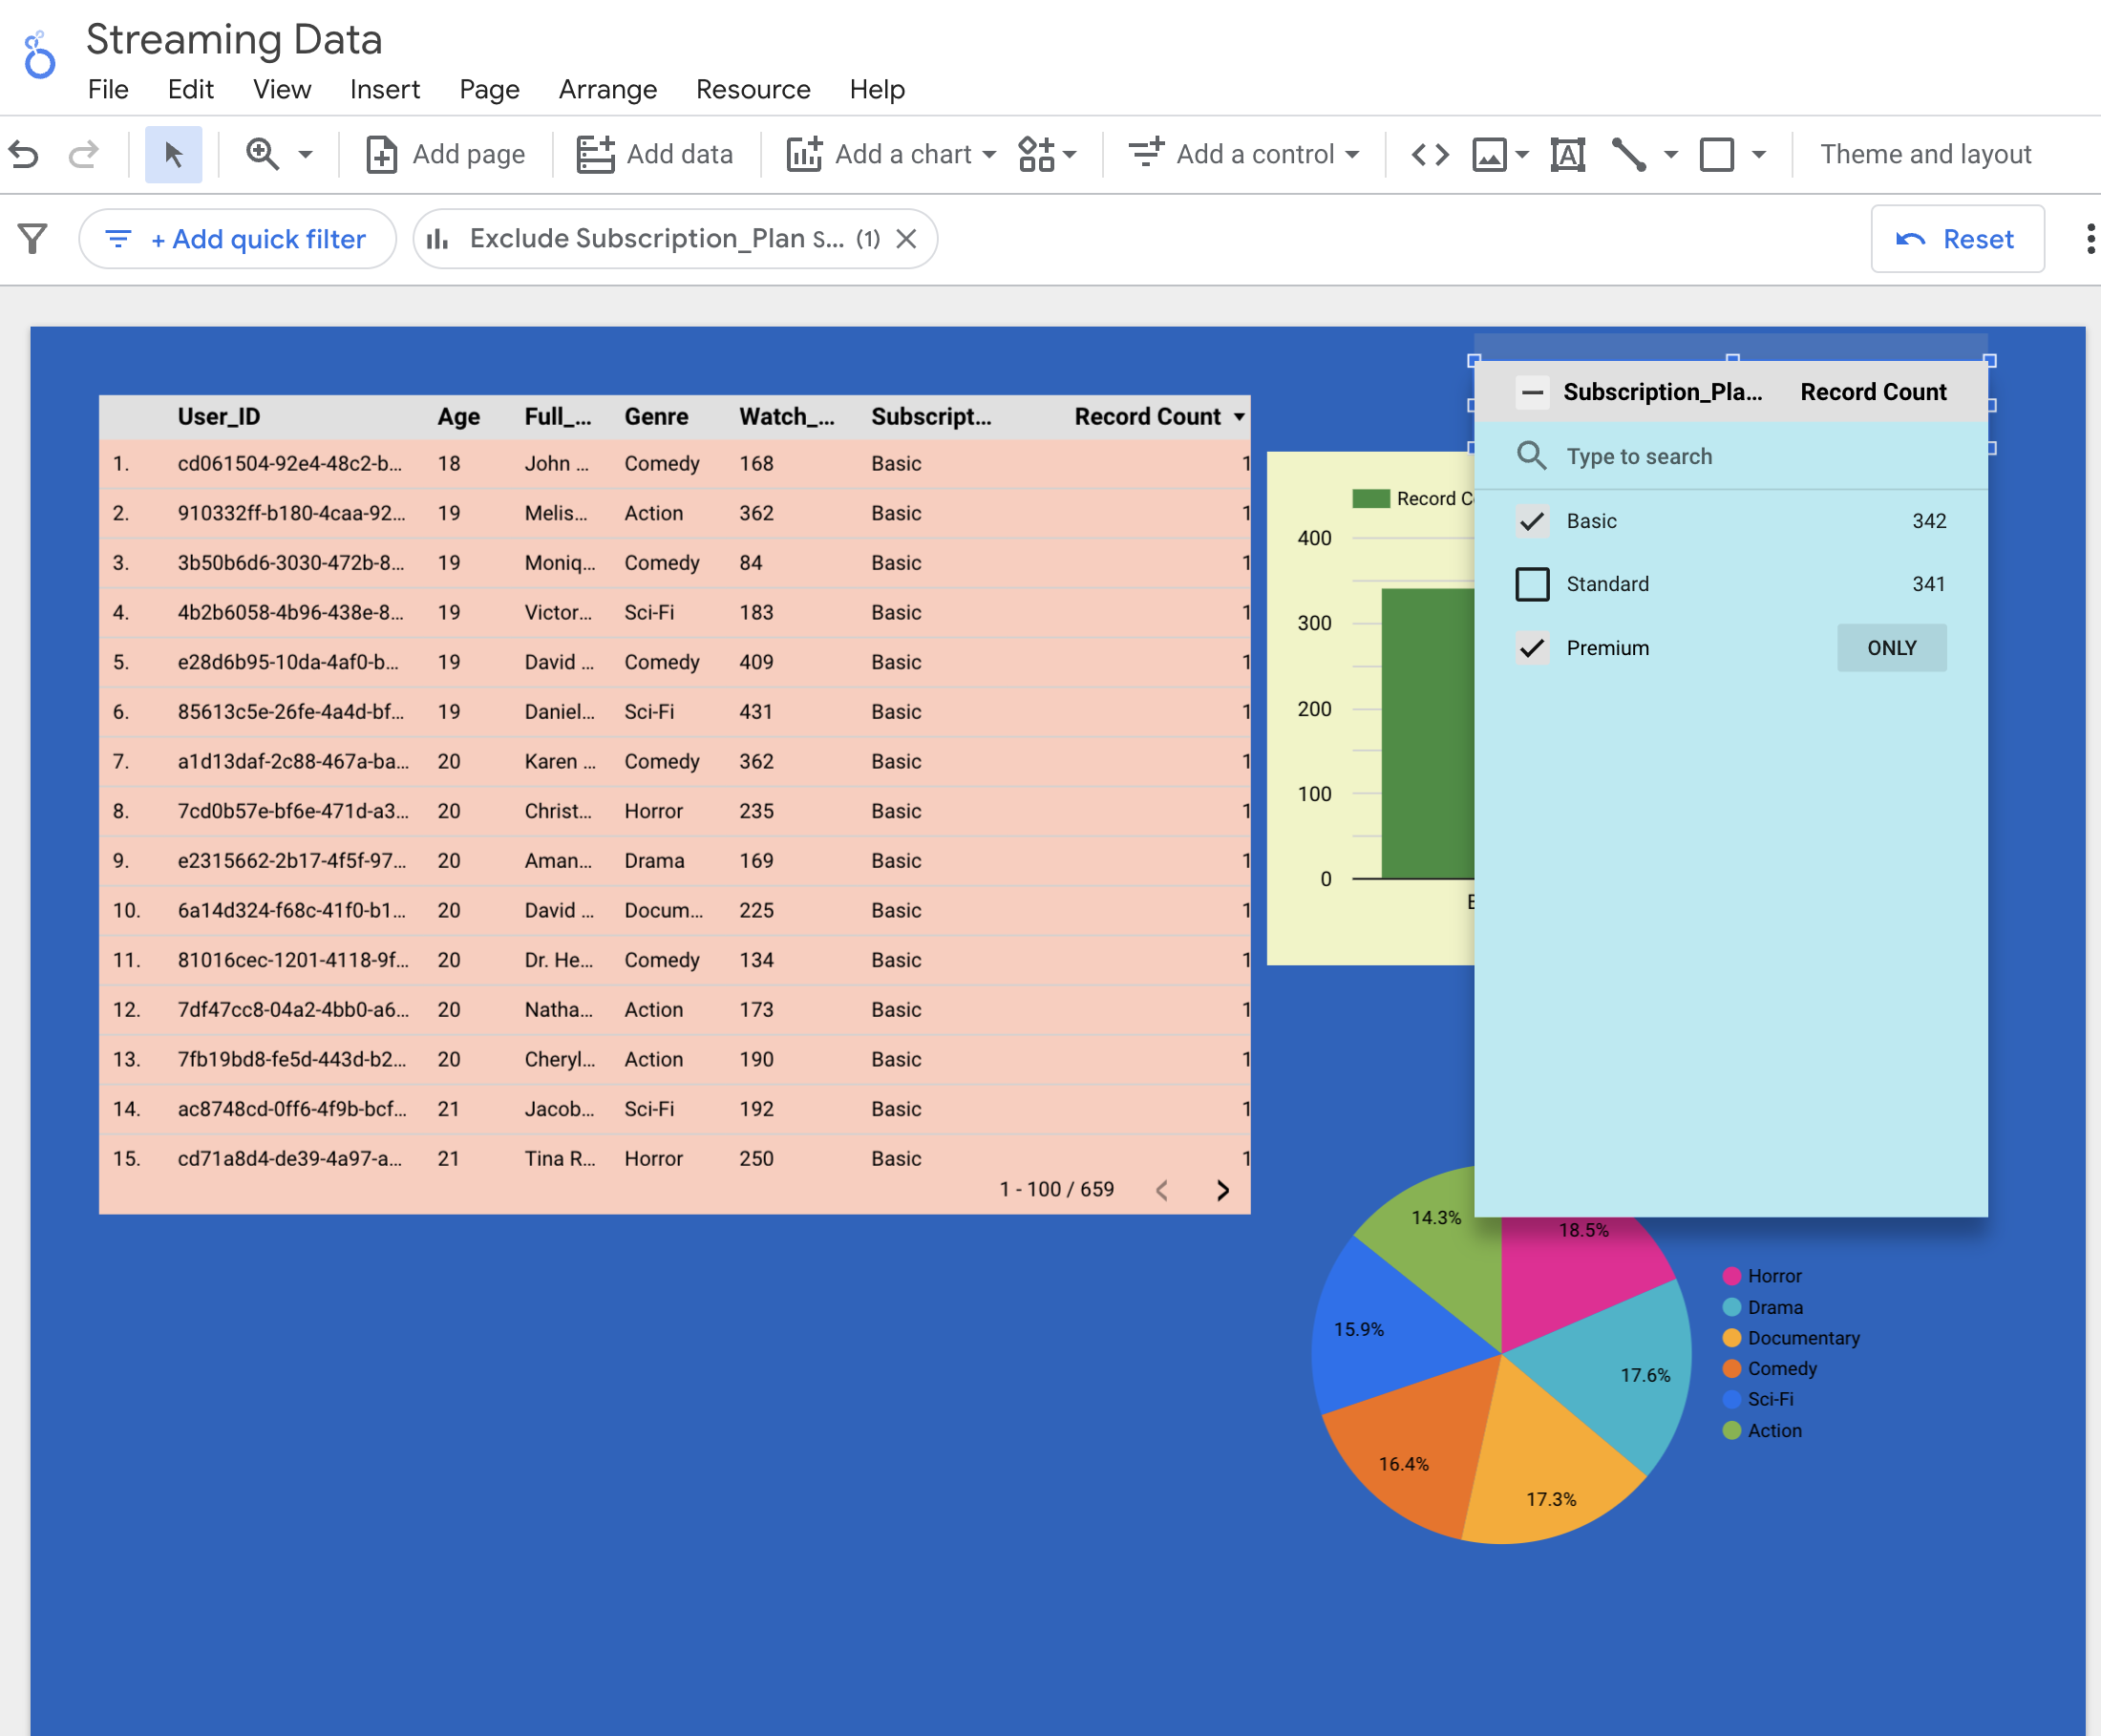 Streaming Data
File Edit View Insert Page Arrange Resource Help
Add page Add data Add a chart Add a control Theme and layout
+ Add quick filter Exclude Subscription_Plan S... (1) Reset
User_ID Age Full_... Genre Watch_... Subscript... Record Count
1. cd061504-92e4-48c2-b... 18 John ... Comedy 168 Basic 1
2. 910332ff-b180-4caa-92... 19 Melis... Action 362 Basic 1
3. 3b50b6d6-3030-472b-8... 19 Moniq... Comedy 84 Basic 1
4. 4b2b6058-4b96-438e-8... 19 Victor... Sci-Fi 183 Basic 1
5. e28d6b95-10da-4af0-b... 19 David ... Comedy 409 Basic 1
6. 85613c5e-26fe-4a4d-bf... 19 Daniel... Sci-Fi 431 Basic 1
7. a1d13daf-2c88-467a-ba... 20 Karen ... Comedy 362 Basic 1
8. 7cd0b57e-bf6e-471d-a3... 20 Christ... Horror 235 Basic 1
9. e2315662-2b17-4f5f-97... 20 Aman... Drama 169 Basic 1
10. 6a14d324-f68c-41f0-b1... 20 David ... Docum... 225 Basic 1
11. 81016cec-1201-4118-9f... 20 Dr. He... Comedy 134 Basic 1
12. 7df47cc8-04a2-4bb0-a6... 20 Natha... Action 173 Basic 1
13. 7fb19bd8-fe5d-443d-b2... 20 Cheryl... Action 190 Basic 1
14. ac8748cd-0ff6-4f9b-bcf... 21 Jacob... Sci-Fi 192 Basic 1
15. cd71a8d4-de39-4a97-a... 21 Tina R... Horror 250 Basic 1
1 - 100 / 659
Record C
400
300
200
100
0
Subscription_Pla... Record Count
Type to search
Basic 342
Standard 341
Premium ONLY
14.3%
18.5%
15.9%
17.6%
16.4%
17.3%
Horror
Drama
Documentary
Comedy
Sci-Fi
Action